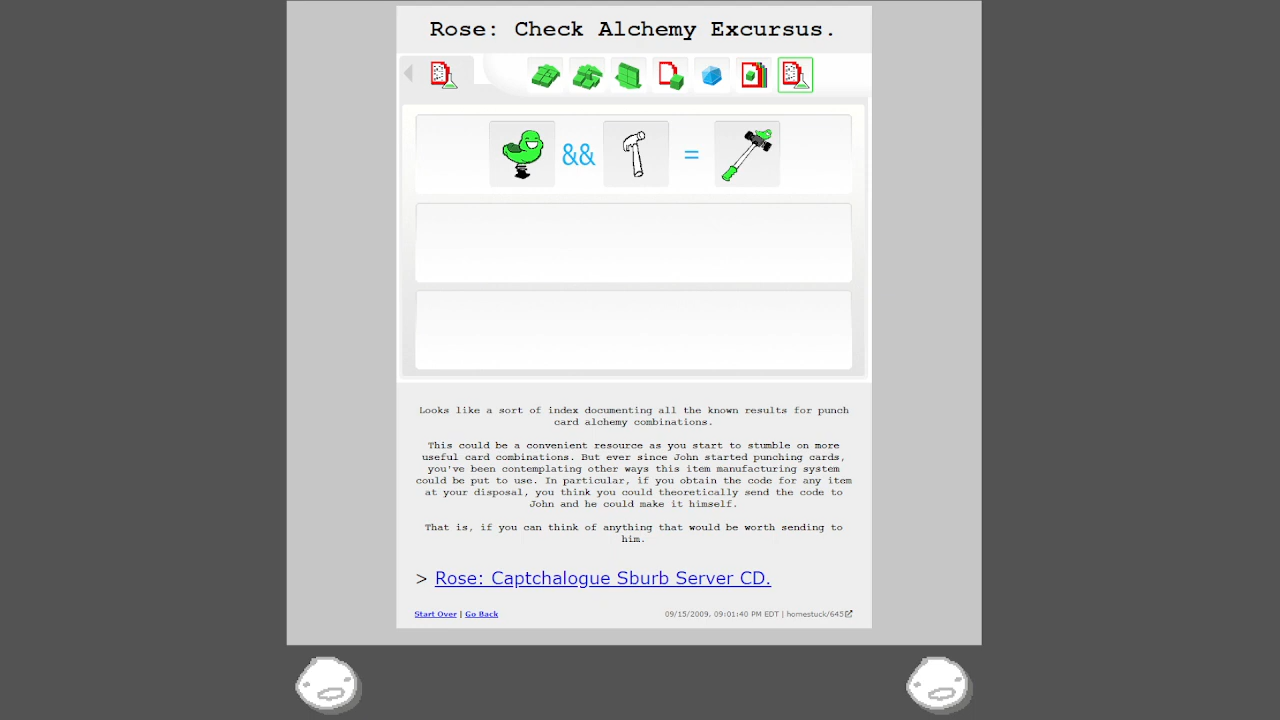 Rose: Check Alchemy Excursus.
&& =
Looks like a sort of index documenting all the known results for punch
card alchemy combinations.
This could be a convenient resource as you start to stumble on more
useful card combinations. But ever since John started punching cards,
you've been contemplating other ways this item manufacturing system
could be put to use. In particular, if you obtain the code for any item
at your disposal, you think you could theoretically send the code to
John and he could make it himself.
That is, if you can think of anything that would be worth sending to
him.
> Rose: Captchalogue Sburb Server CD.
Start Over | Go Back 09/15/2009, 09:01:40 PM EDT | homestuck/645